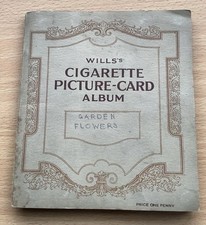 WILLS'S
CIGARETTE
PICTURE-CARD
ALBUM
GARDEN
FLOWERS
PRICE ONE PENNY